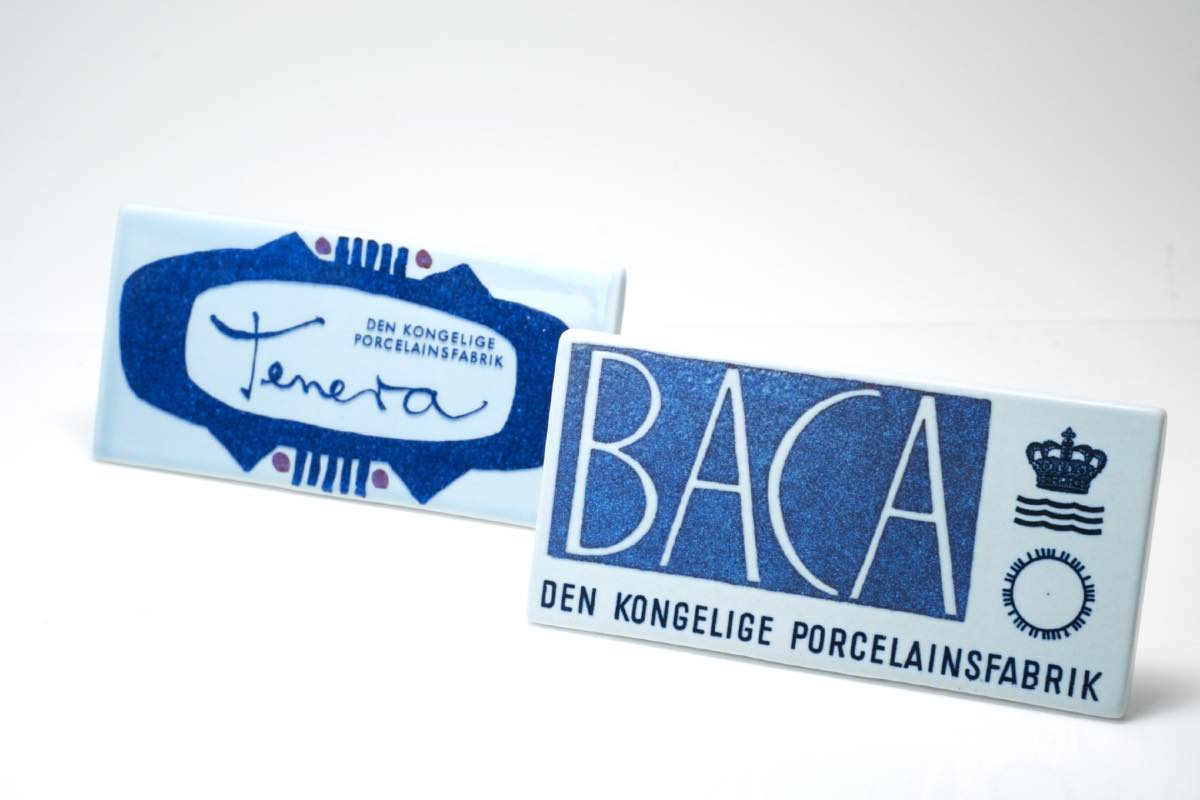 DEN KONGELIGE
PORCELAINSFABRIK
Tenera
BACA
DEN KONGELIGE PORCELAINSFABRIK